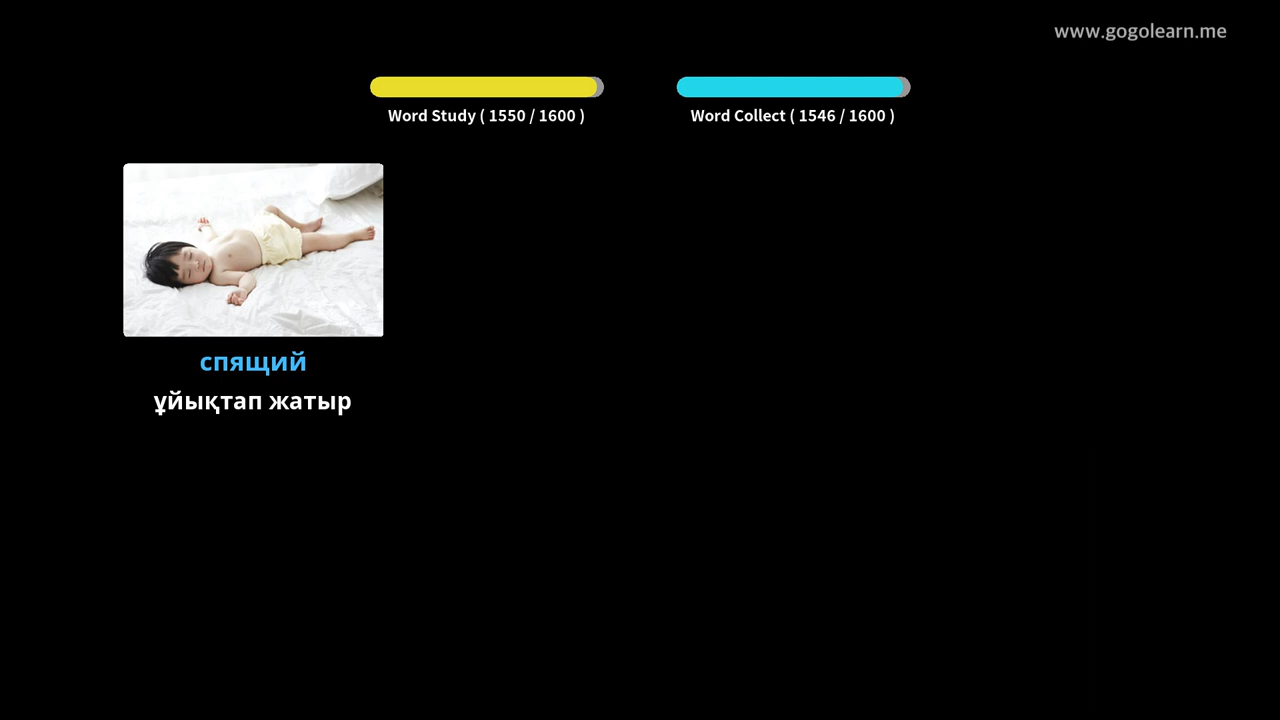 www.gogolearn.me
Word Study ( 1550 / 1600 )
Word Collect ( 1546 / 1600 )
спящий
ұйықтап жатыр